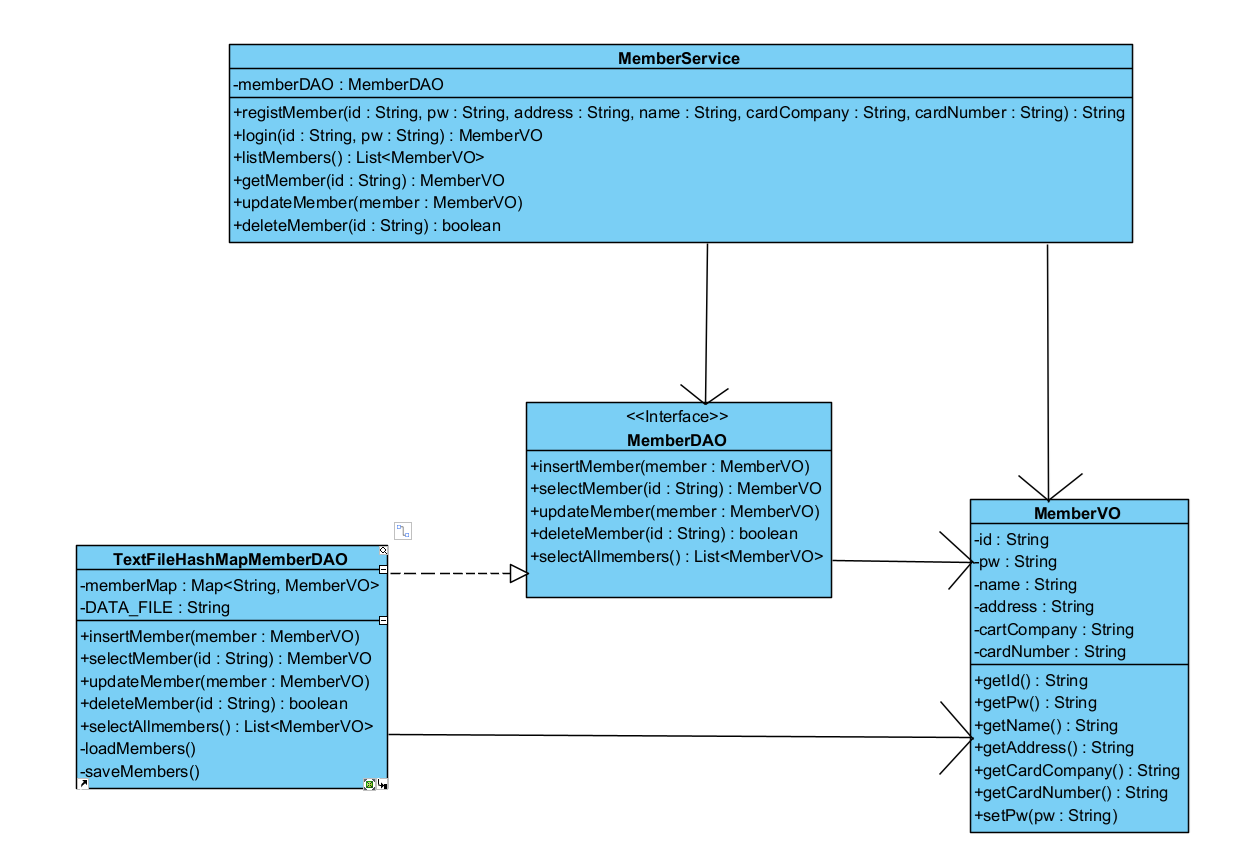 MemberService
-memberDAO : MemberDAO
+registMember(id : String, pw : String, address : String, name : String, cardCompany : String, cardNumber : String) : String
+login(id : String, pw : String) : MemberVO
+listMembers() : List<MemberVO>
+getMember(id : String) : MemberVO
+updateMember(member : MemberVO)
+deleteMember(id : String) : boolean
<<Interface>>
MemberDAO
+insertMember(member : MemberVO)
+selectMember(id : String) : MemberVO
+updateMember(member : MemberVO)
+deleteMember(id : String) : boolean
+selectAllmembers() : List<MemberVO>
TextFileHashMapMemberDAO
-memberMap : Map<String, MemberVO>
-DATA_FILE : String
+insertMember(member : MemberVO)
+selectMember(id : String) : MemberVO
+updateMember(member : MemberVO)
+deleteMember(id : String) : boolean
+selectAllmembers() : List<MemberVO>
-loadMembers()
-saveMembers()
MemberVO
-id : String
-pw : String
-name : String
-address : String
-cartCompany : String
-cardNumber : String
+getId() : String
+getPw() : String
+getName() : String
+getAddress() : String
+getCardCompany() : String
+getCardNumber() : String
+setPw(pw : String)